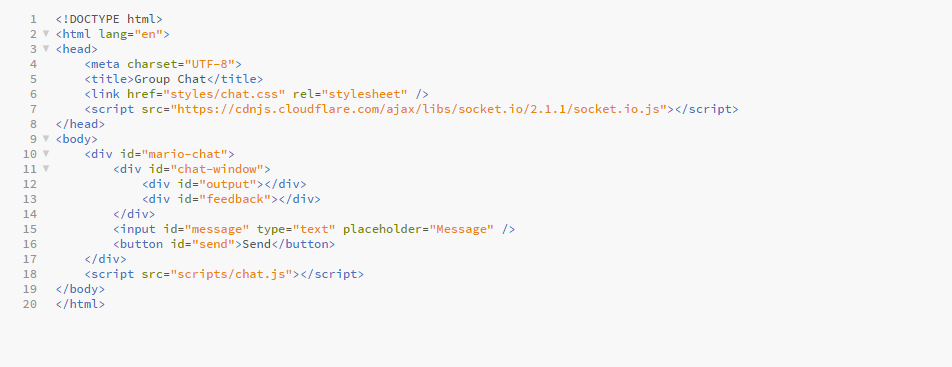 1 <!DOCTYPE html>
2 <html lang="en">
3 <head>
4     <meta charset="UTF-8">
5     <title>Group Chat</title>
6     <link href="styles/chat.css" rel="stylesheet" />
7     <script src="https://cdnjs.cloudflare.com/ajax/libs/socket.io/2.1.1/socket.io.js"></script>
8 </head>
9 <body>
10     <div id="mario-chat">
11         <div id="chat-window">
12             <div id="output"></div>
13             <div id="feedback"></div>
14         </div>
15         <input id="message" type="text" placeholder="Message" />
16         <button id="send">Send</button>
17     </div>
18     <script src="scripts/chat.js"></script>
19 </body>
20 </html>